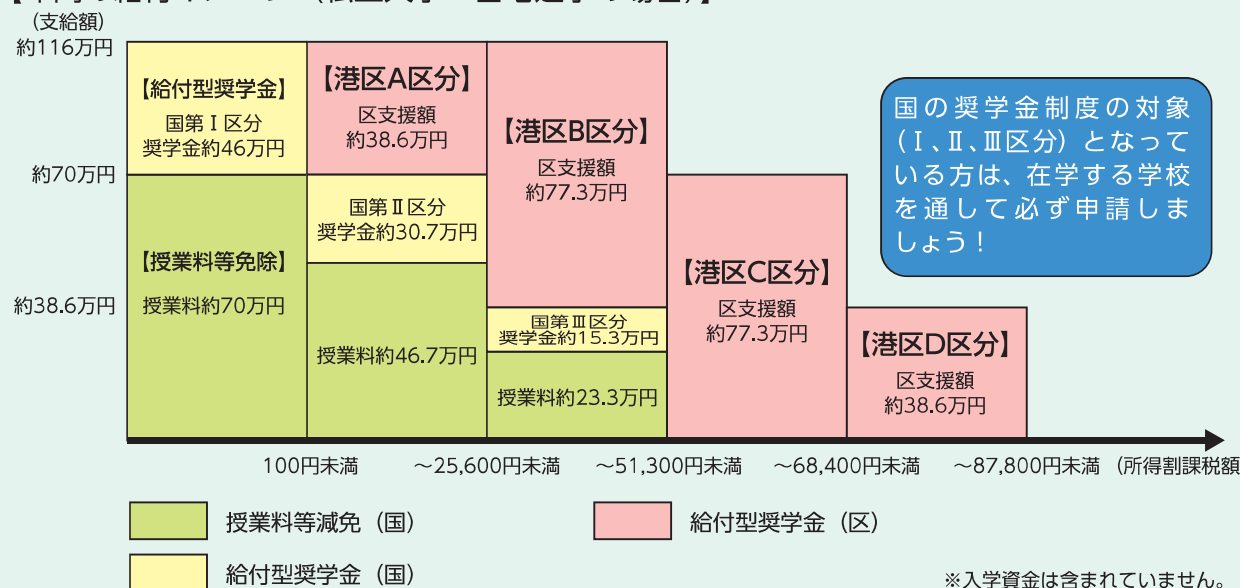 (支給額)
約116万円
約70万円
約38.6万円
【給付型奨学金】
国第Ⅰ区分
奨学金約46万円
【授業料等免除】
授業料約70万円
【港区A区分】
区支援額
約38.6万円
国第Ⅱ区分
奨学金約30.7万円
授業料約46.7万円
【港区B区分】
区支援額
約77.3万円
国第Ⅲ区分
奨学金約15.3万円
授業料約23.3万円
【港区C区分】
区支援額
約77.3万円
【港区D区分】
区支援額
約38.6万円
国の奨学金制度の対象
(Ⅰ、Ⅱ、Ⅲ区分)となって
いる方は、在学する学校
を通して必ず申請しま
しょう!
100円未満
~25,600円未満
~51,300円未満
~68,400円未満
~87,800円未満
(所得割課税額
授業料等減免(国)
給付型奨学金(区)
給付型奨学金(国)
※入学資金は含まれていません。